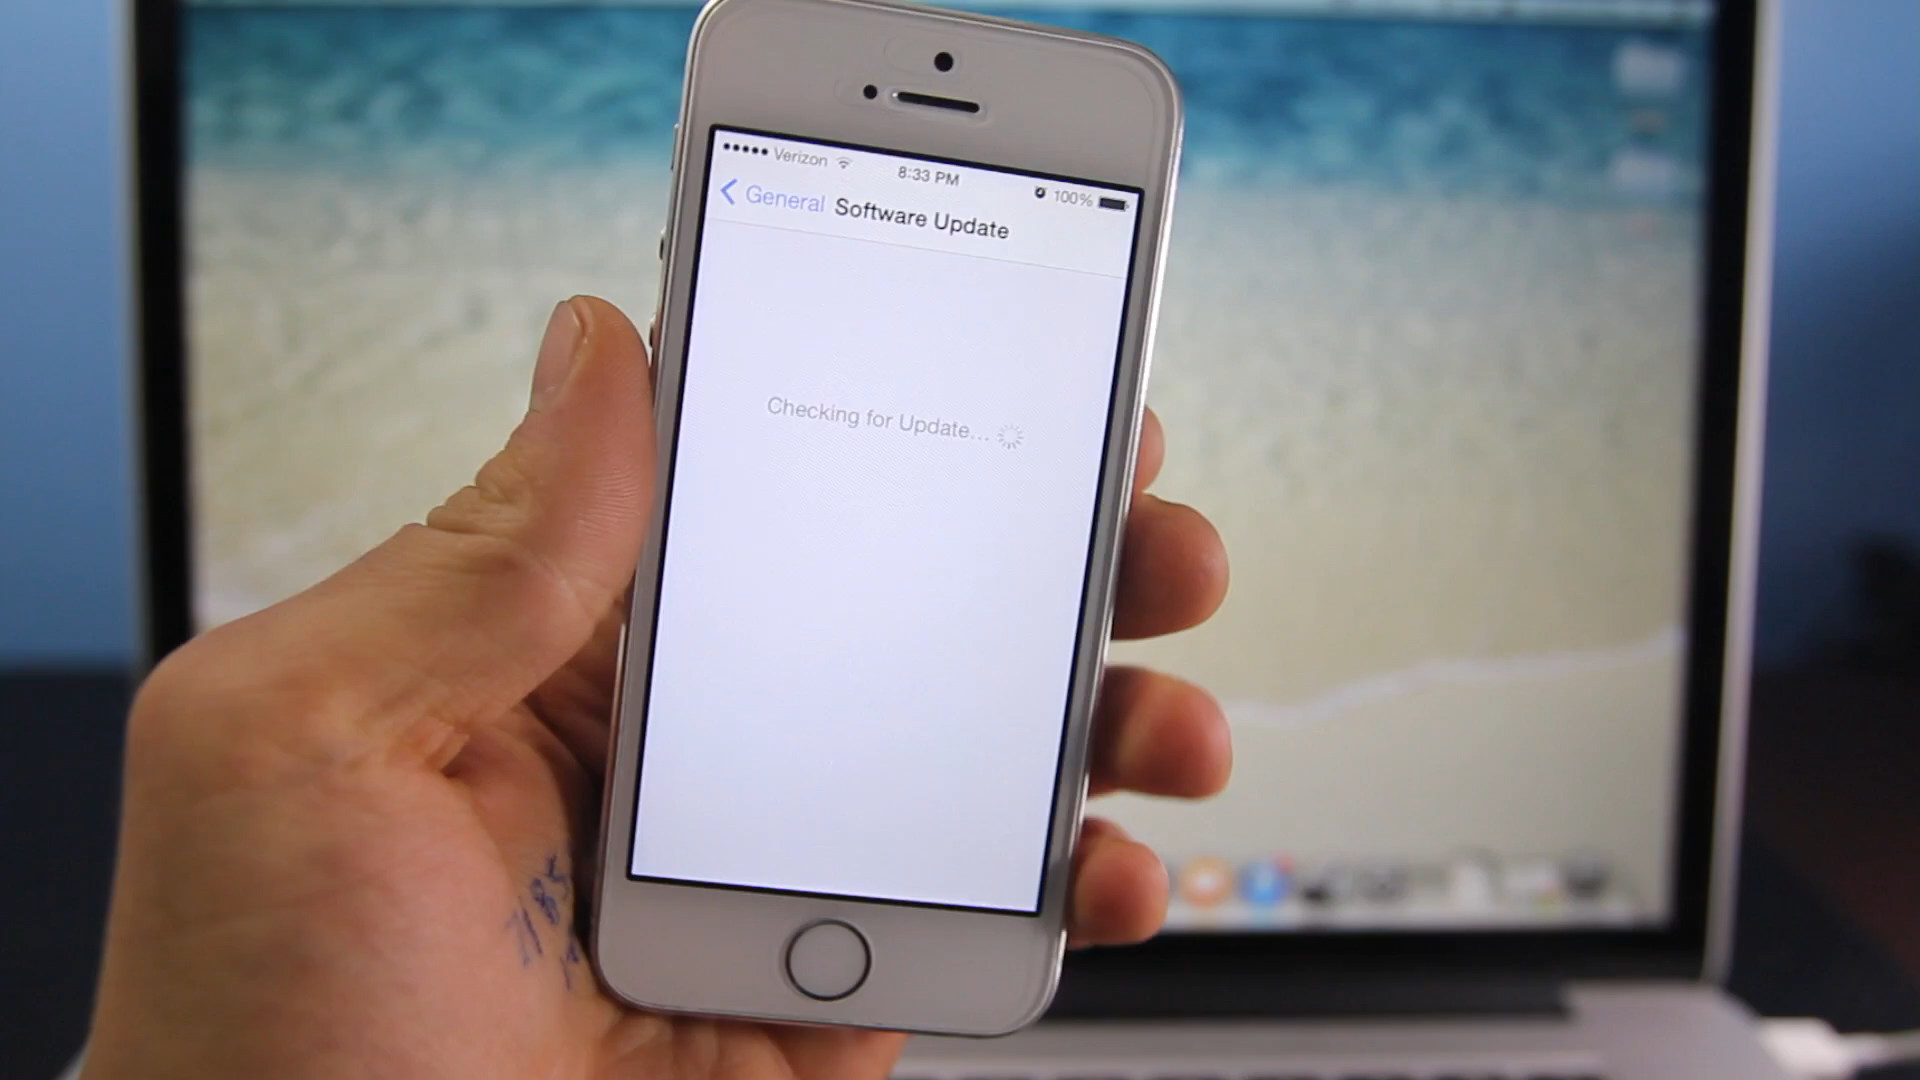 Verizon 8:33 PM 100%
General Software Update
Checking for Update...